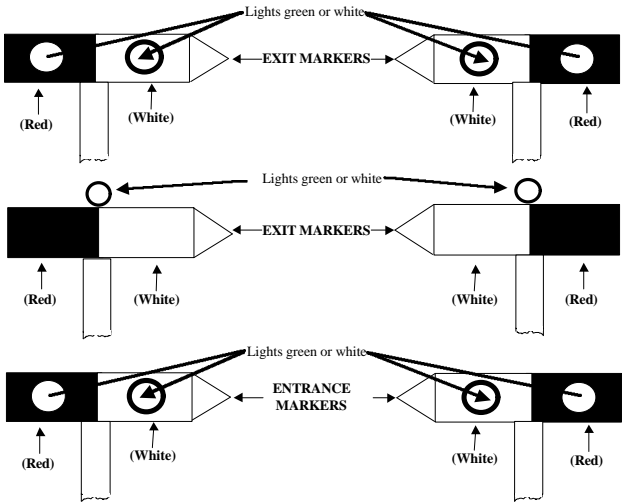 Lights green or white
EXIT MARKERS
(Red)
(White)
(White)
(Red)
Lights green or white
EXIT MARKERS
(Red)
(White)
(White)
(Red)
Lights green or white
ENTRANCE
MARKERS
(Red)
(White)
(White)
(Red)